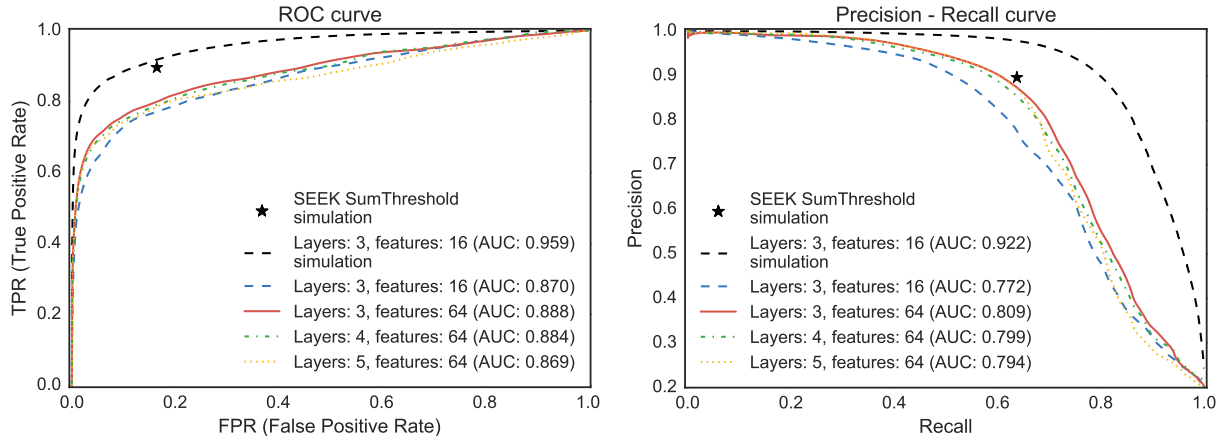 ROC curve
1.0
0.8
0.6
0.4
0.2
0.0
TPR (True Positive Rate)
SEEK SumThreshold
simulation
Layers: 3, features: 16 (AUC: 0.959)
simulation
Layers: 3, features: 16 (AUC: 0.870)
Layers: 3, features: 64 (AUC: 0.888)
Layers: 4, features: 64 (AUC: 0.884)
Layers: 5, features: 64 (AUC: 0.869)
0.0 0.2 0.4 0.6 0.8 1.0
FPR (False Positive Rate)
Precision - Recall curve
1.0
0.9
0.8
0.7
0.6
0.5
0.4
0.3
0.2
Precision
SEEK SumThreshold
simulation
Layers: 3, features: 16 (AUC: 0.922)
simulation
Layers: 3, features: 16 (AUC: 0.772)
Layers: 3, features: 64 (AUC: 0.809)
Layers: 4, features: 64 (AUC: 0.799)
Layers: 5, features: 64 (AUC: 0.794)
0.0 0.2 0.4 0.6 0.8 1.0
Recall